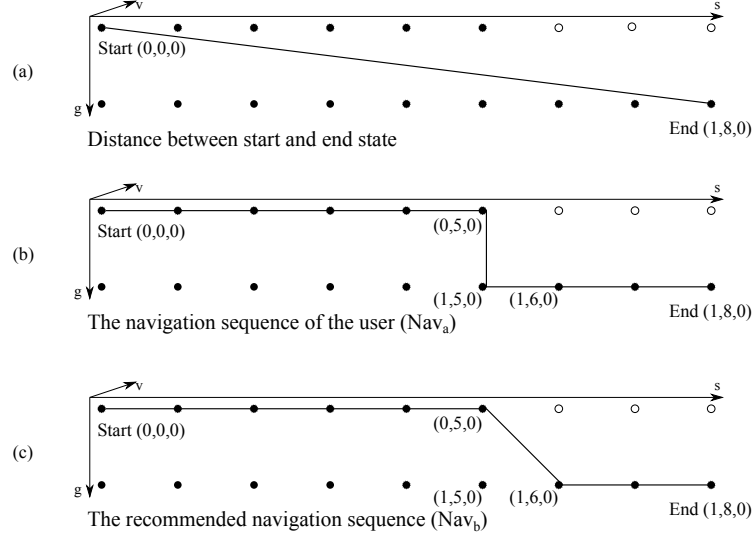 v
s
Start (0,0,0)
(a)
g
End (1,8,0)
Distance between start and end state
v
s
Start (0,0,0)
(0,5,0)
(b)
g
(1,5,0)
(1,6,0)
End (1,8,0)
The navigation sequence of the user (Navₐ)
v
s
Start (0,0,0)
(0,5,0)
(c)
g
(1,5,0)
(1,6,0)
End (1,8,0)
The recommended navigation sequence (Nav_b)